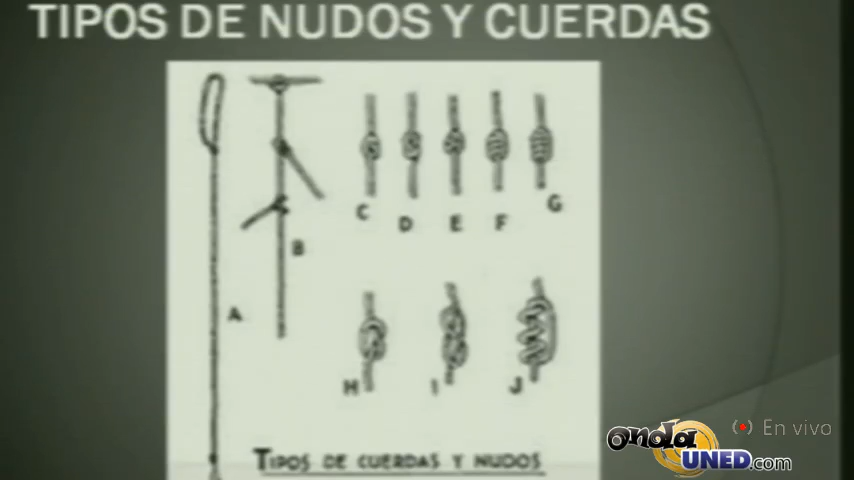 TIPOS DE NUDOS Y CUERDAS
A
B
C
D
E
F
G
H
I
J
TIPOS DE CUERDAS Y NUDOS
onda
UNED.com
En vivo